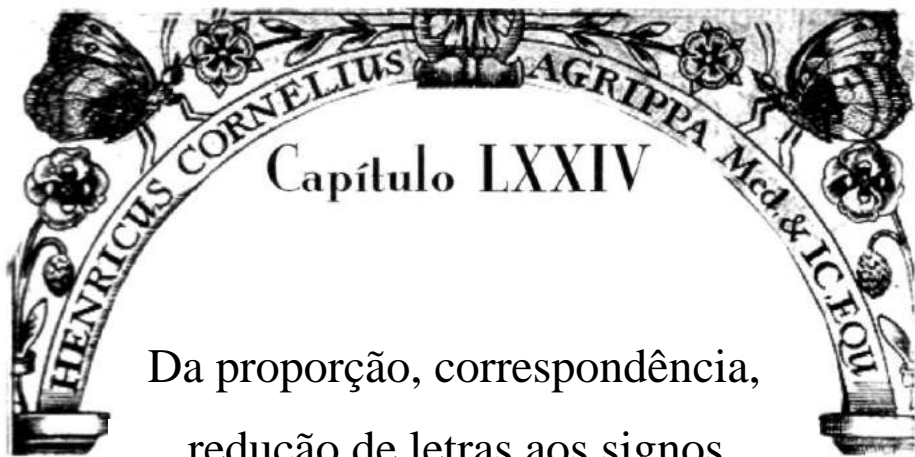 HENRICUS CORNELIUS AGRIPPA Med. & IC. EQU
Capítulo LXXIV
Da proporção, correspondência,
redução de letras aos signos